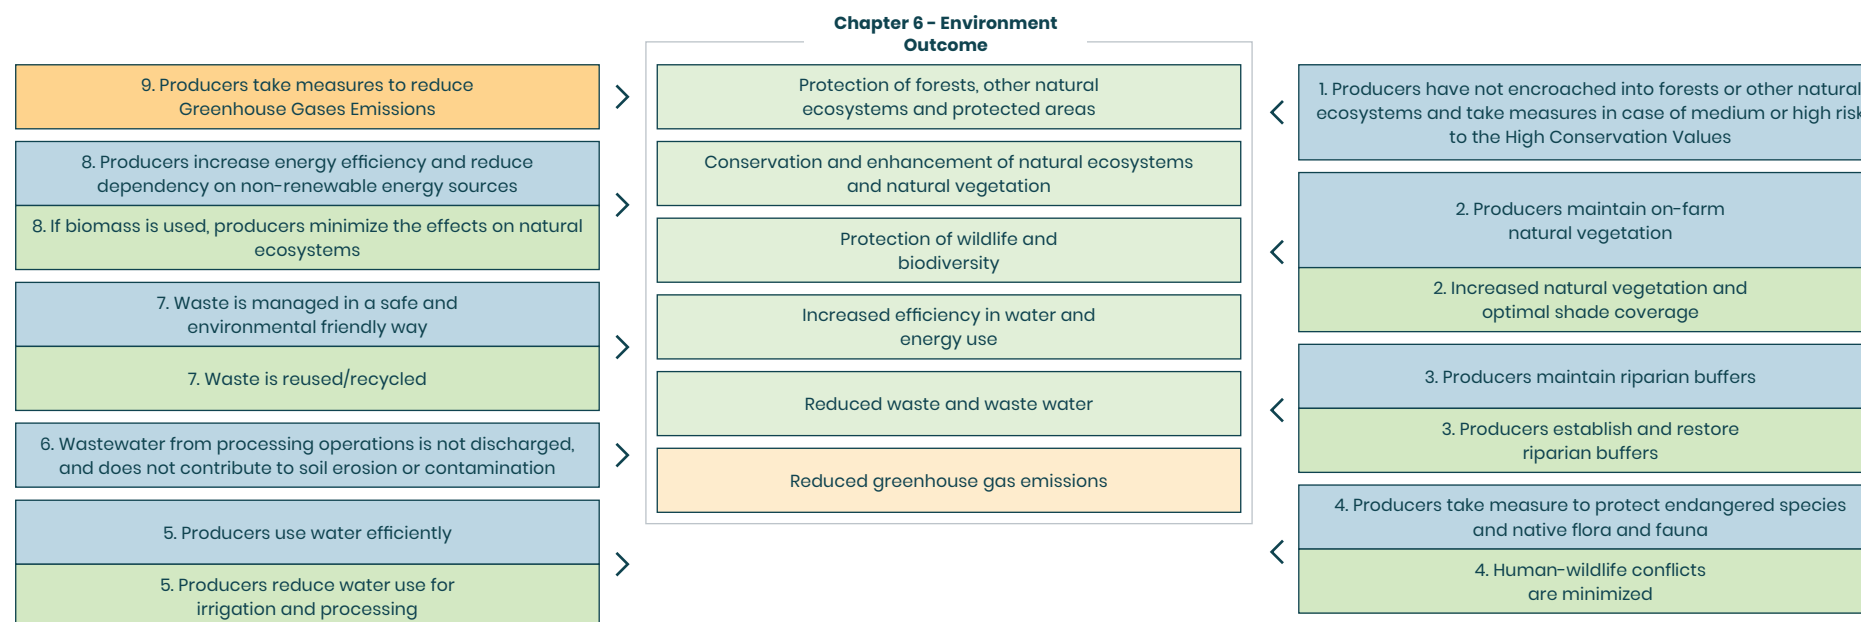 Chapter 6 - Environment
Outcome
9. Producers take measures to reduce
Greenhouse Gases Emissions
8. Producers increase energy efficiency and reduce
dependency on non-renewable energy sources
8. If biomass is used, producers minimize the effects on natural
ecosystems
7. Waste is managed in a safe and
environmental friendly way
7. Waste is reused/recycled
6. Wastewater from processing operations is not discharged,
and does not contribute to soil erosion or contamination
5. Producers use water efficiently
5. Producers reduce water use for
irrigation and processing
Protection of forests, other natural
ecosystems and protected areas
Conservation and enhancement of natural ecosystems
and natural vegetation
Protection of wildlife and
biodiversity
Increased efficiency in water and
energy use
Reduced waste and waste water
Reduced greenhouse gas emissions
1. Producers have not encroached into forests or other natural
ecosystems and take measures in case of medium or high risk
to the High Conservation Values
2. Producers maintain on-farm
natural vegetation
2. Increased natural vegetation and
optimal shade coverage
3. Producers maintain riparian buffers
3. Producers establish and restore
riparian buffers
4. Producers take measure to protect endangered species
and native flora and fauna
4. Human-wildlife conflicts
are minimized